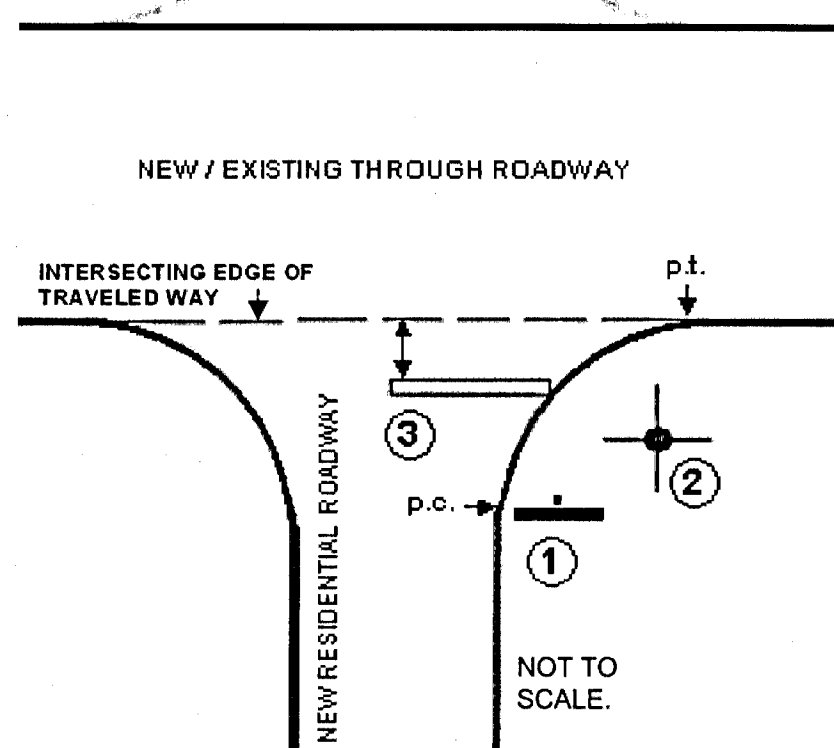 NEW / EXISTING THROUGH ROADWAY
INTERSECTING EDGE OF
TRAVELED WAY
p.t.
3
2
p.c.
1
NEW RESIDENTIAL ROADWAY
NOT TO
SCALE.